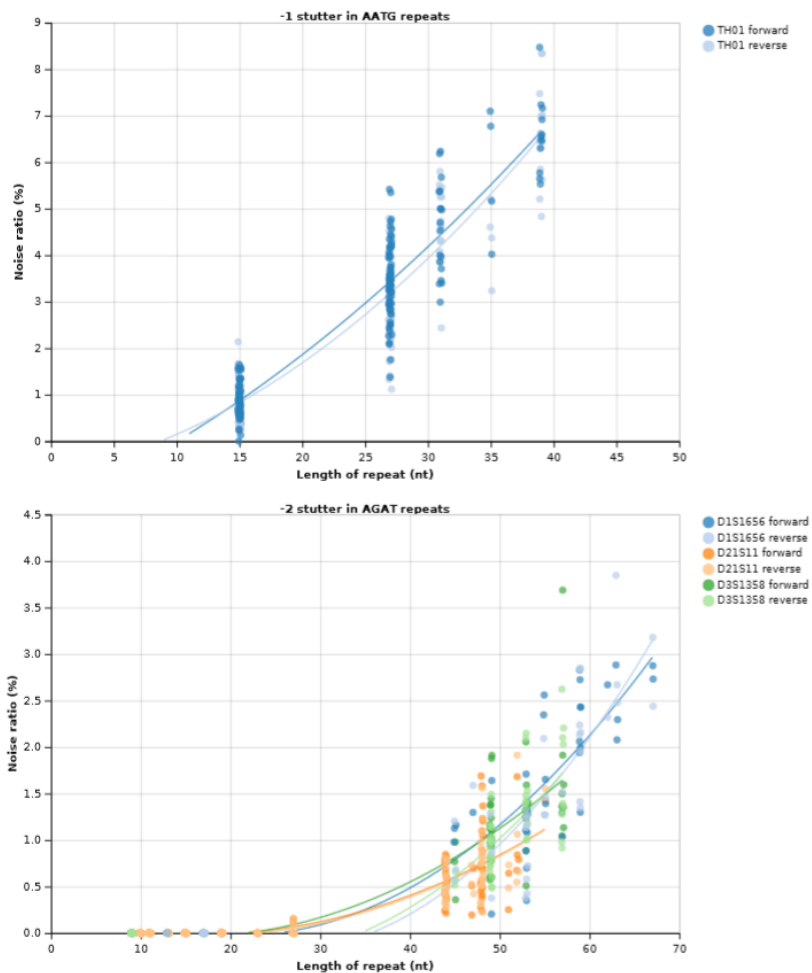 -1 stutter in AATG repeats
TH01 forward
TH01 reverse
9
8
7
6
5
4
3
2
1
0
Noise ratio (%)
0 5 10 15 20 25 30 35 40 45 50
Length of repeat (nt)
-2 stutter in AGAT repeats
D1S1656 forward
D1S1656 reverse
D21S11 forward
D21S11 reverse
D3S1358 forward
D3S1358 reverse
4.5
4.0
3.5
3.0
2.5
2.0
1.5
1.0
0.5
0.0
Noise ratio (%)
0 10 20 30 40 50 60 70
Length of repeat (nt)